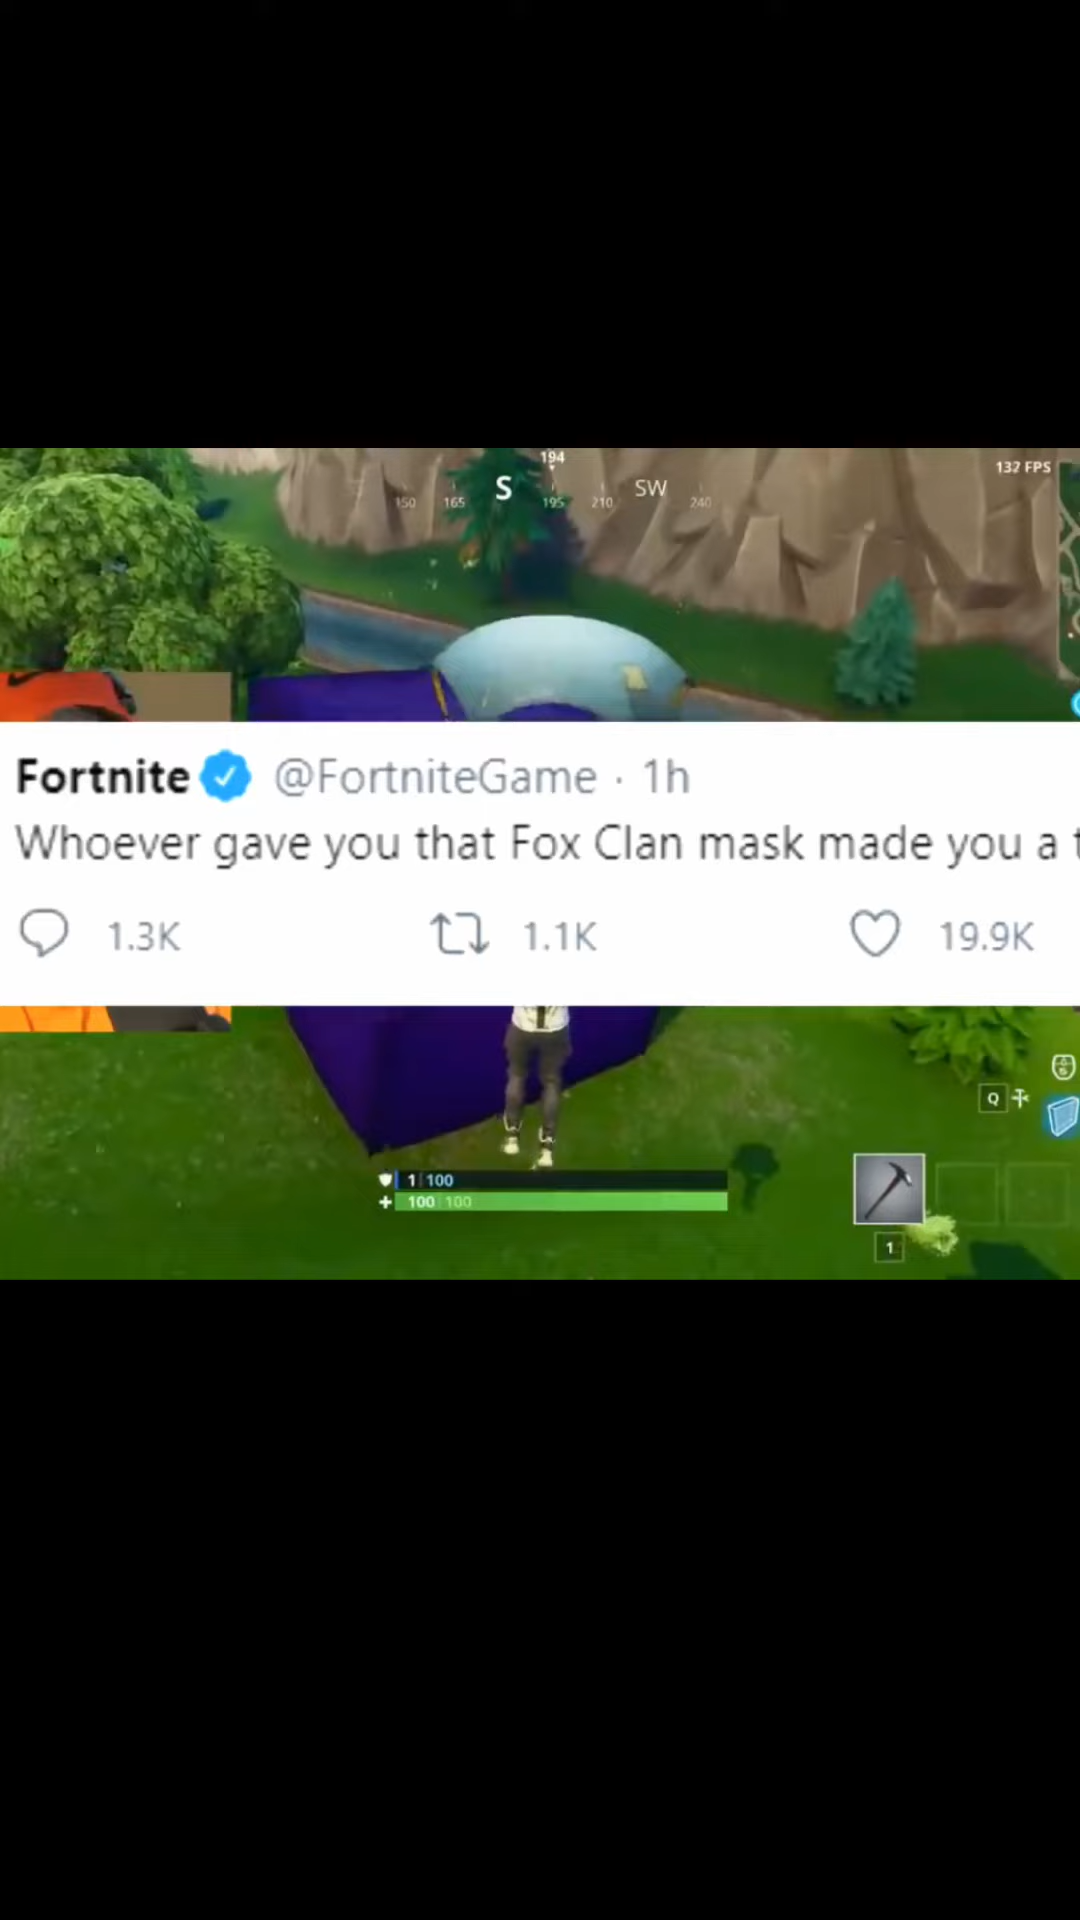 194
132 FPS
150 165 S 195 210 SW 240
Fortnite @FortniteGame · 1h
Whoever gave you that Fox Clan mask made you a t
1.3K 1.1K 19.9K
Q
1 | 100
100 | 100
1